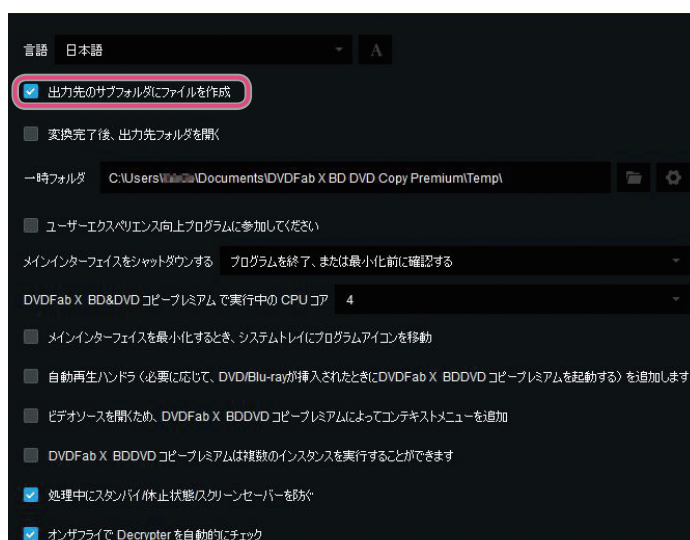 言語 日本語 A
出力先のサブフォルダにファイルを作成
変換完了後、出力先フォルダを開く
一時フォルダ C:\Users\ \Documents\DVDFab X BD DVD Copy Premium\Temp\
ユーザーエクスペリエンス向上プログラムに参加してください
メインインターフェイスをシャットダウンする プログラムを終了、または最小化前に確認する
DVDFab X BD&DVD コピープレミアム で実行中の CPU コア 4
メインインターフェイスを最小化するとき、システムトレイにプログラムアイコンを移動
自動再生ハンドラ（必要に応じて、DVD/Blu-rayが挿入されたときにDVDFab X BDDVD コピープレミアムを起動する）を追加します
ビデオソースを開くため、DVDFab X BDDVD コピープレミアムによってコンテキストメニューを追加
DVDFab X BDDVD コピープレミアムは複数のインスタンスを実行することができます
処理中にスタンバイ/休止状態/スクリーンセーバーを防ぐ
オンザフライで Decrypter を自動的にチェック